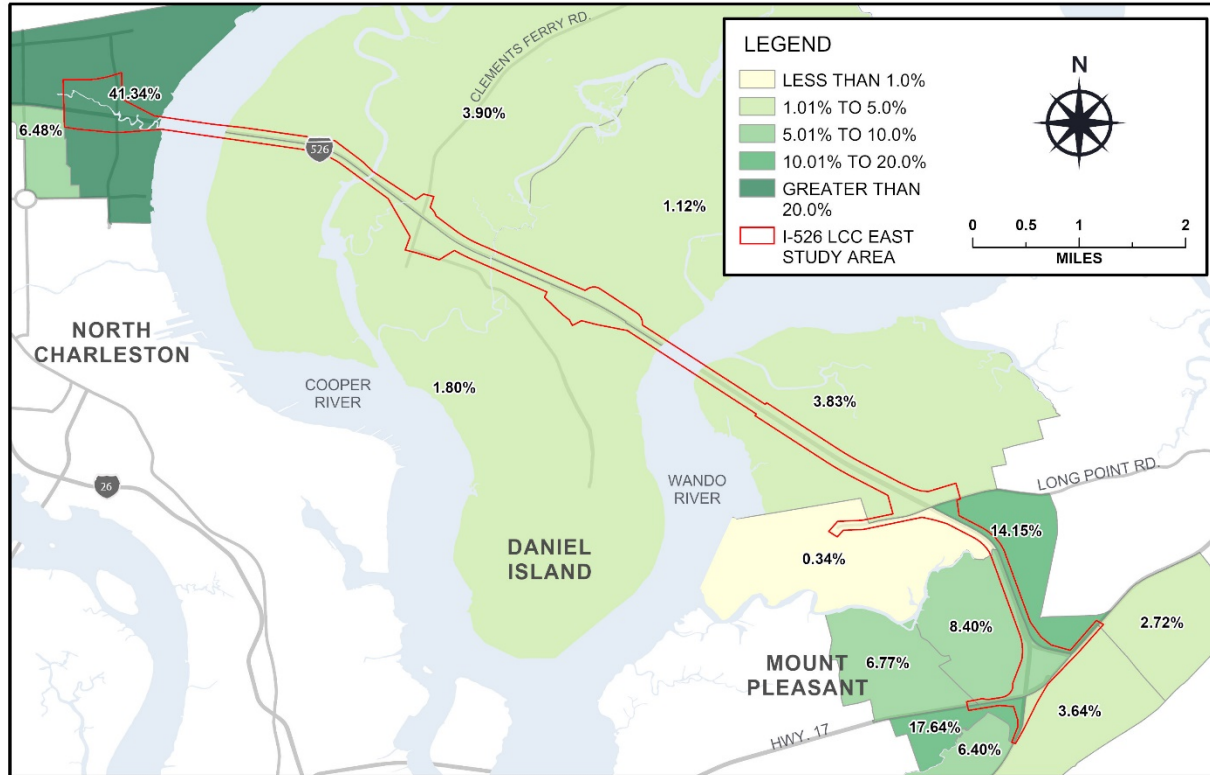 LEGEND
LESS THAN 1.0%
1.01% TO 5.0%
5.01% TO 10.0%
10.01% TO 20.0%
GREATER THAN
20.0%
I-526 LCC EAST
STUDY AREA
N
0 0.5 1 2
MILES
CLEMENTS FERRY RD.
41.34%
6.48%
3.90%
526
1.12%
NORTH
CHARLESTON
COOPER
RIVER
1.80%
3.83%
26
WANDO
RIVER
LONG POINT RD.
DANIEL
ISLAND
14.15%
0.34%
8.40%
2.72%
6.77%
MOUNT
PLEASANT
3.64%
17.64%
HWY. 17
6.40%